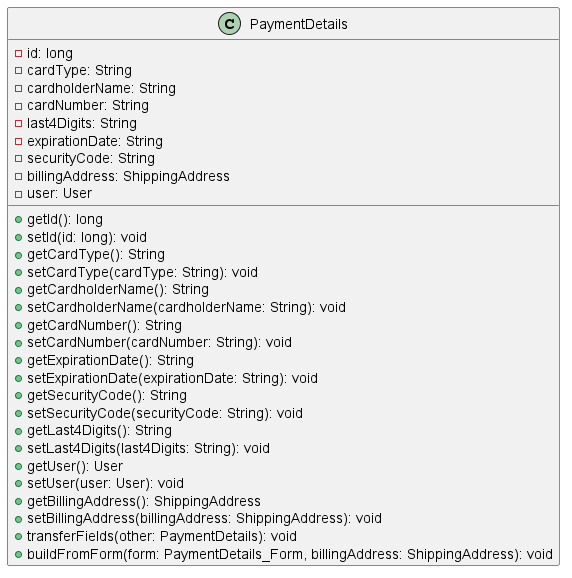 C PaymentDetails
id: long
cardType: String
cardholderName: String
cardNumber: String
last4Digits: String
expirationDate: String
securityCode: String
billingAddress: ShippingAddress
user: User
getId(): long
setId(id: long): void
getCardType(): String
setCardType(cardType: String): void
getCardholderName(): String
setCardholderName(cardholderName: String): void
getCardNumber(): String
setCardNumber(cardNumber: String): void
getExpirationDate(): String
setExpirationDate(expirationDate: String): void
getSecurityCode(): String
setSecurityCode(securityCode: String): void
getLast4Digits(): String
setLast4Digits(last4Digits: String): void
getUser(): User
setUser(user: User): void
getBillingAddress(): ShippingAddress
setBillingAddress(billingAddress: ShippingAddress): void
transferFields(other: PaymentDetails): void
buildFromForm(form: PaymentDetails_Form, billingAddress: ShippingAddress): void